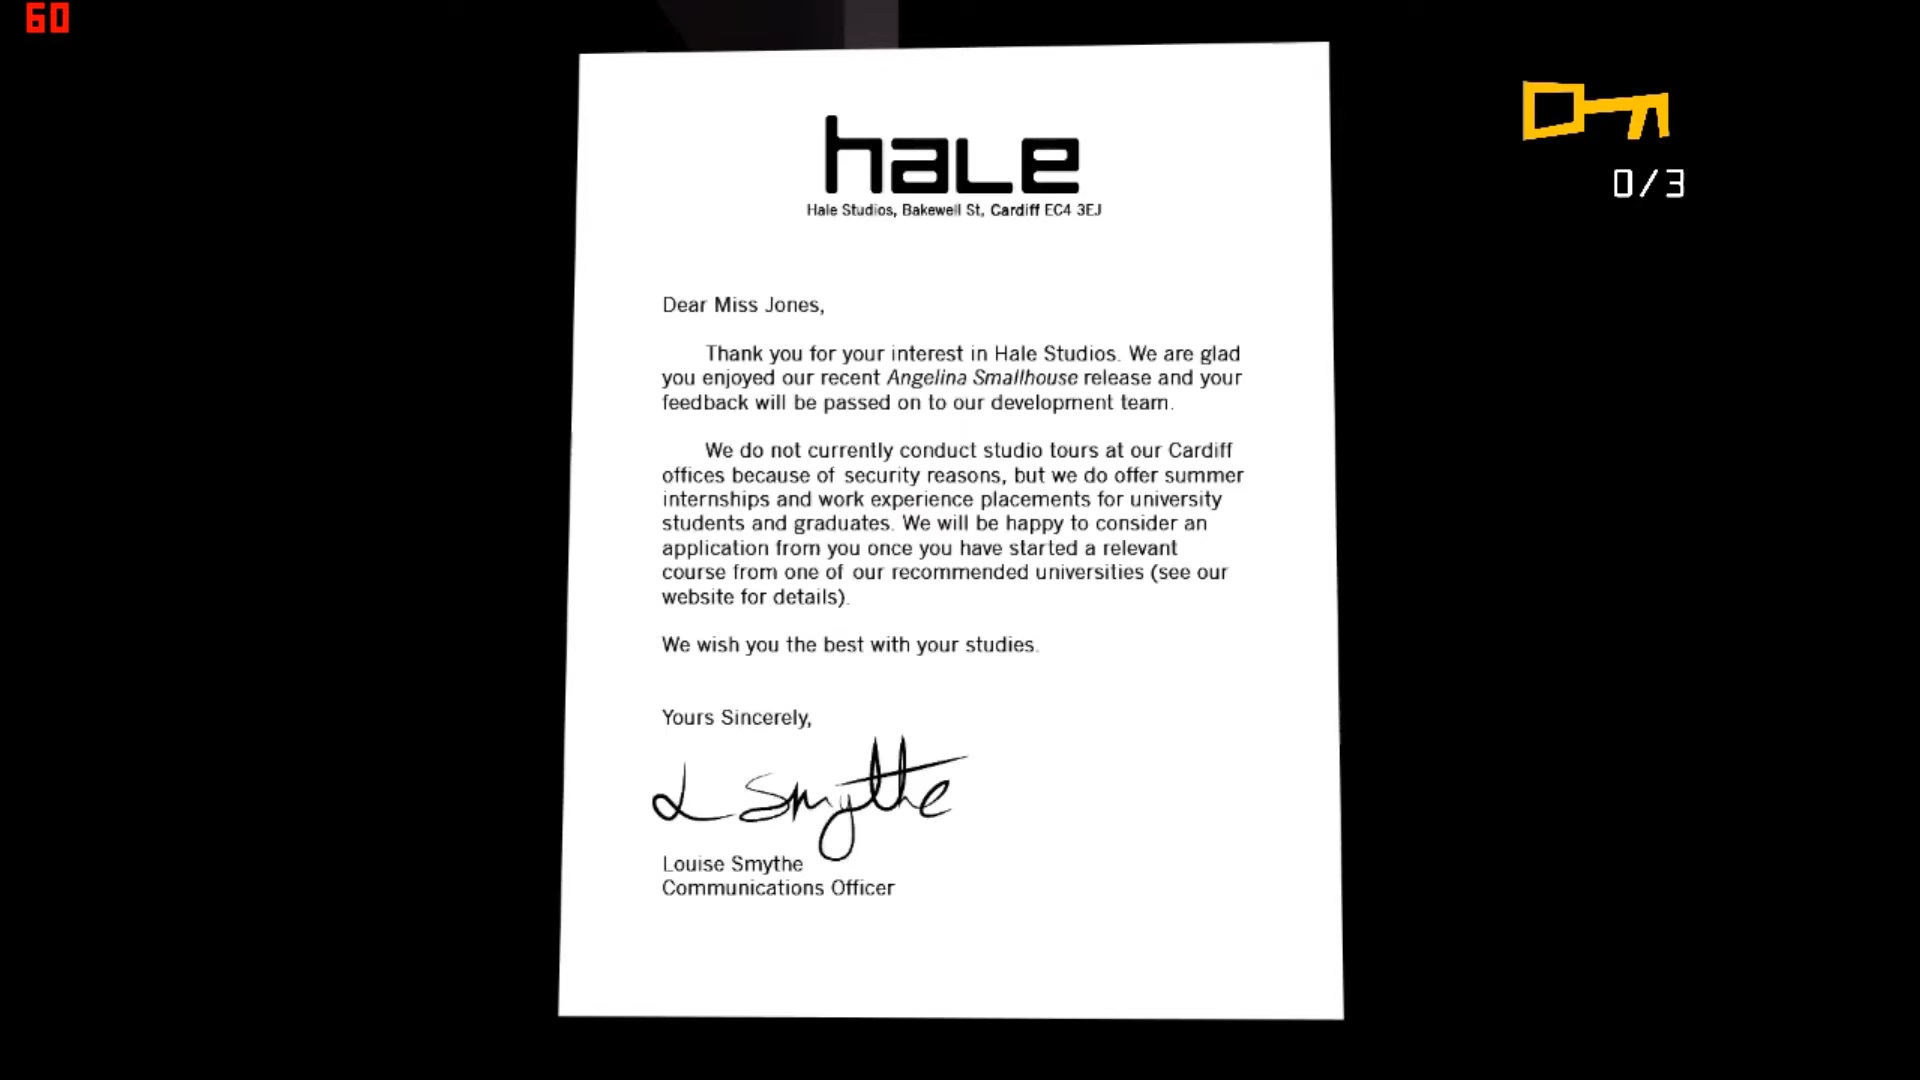 60
hale
Hale Studios, Bakewell St, Cardiff EC4 3EJ
0/3
Dear Miss Jones,
Thank you for your interest in Hale Studios. We are glad
you enjoyed our recent Angelina Smallhouse release and your
feedback will be passed on to our development team.
We do not currently conduct studio tours at our Cardiff
offices because of security reasons, but we do offer summer
internships and work experience placements for university
students and graduates. We will be happy to consider an
application from you once you have started a relevant
course from one of our recommended universities (see our
website for details).
We wish you the best with your studies.
Yours Sincerely,
L Smythe
Louise Smythe
Communications Officer